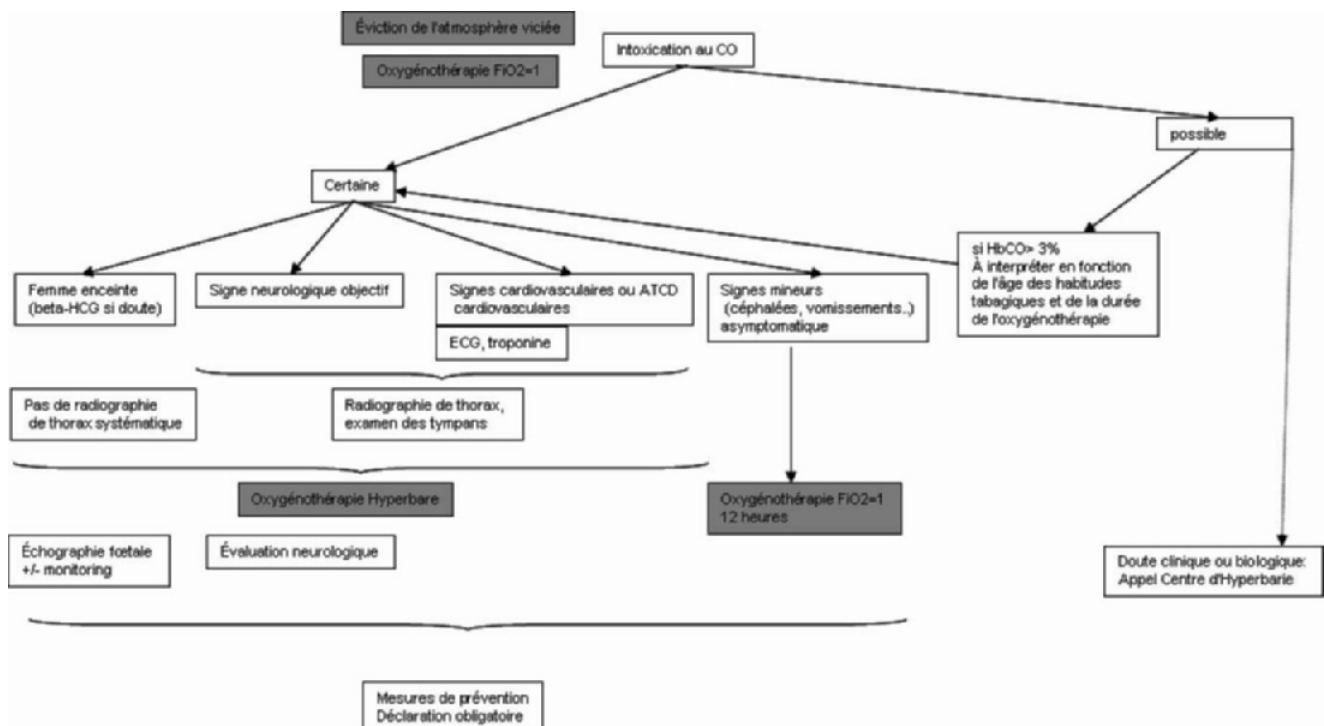 Éviction de l'atmosphère viciée
Intoxication au CO
Oxygénothérapie FiO2=1
possible
Certaine
si HbCO> 3%
À interpréter en fonction
de l'âge des habitudes
tabagiques et de la durée
de l'oxygénothérapie
Femme enceinte
(beta-HCG si doute)
Signe neurologique objectif
Signes cardiovasculaires ou ATCD
cardiovasculaires
Signes mineurs
(céphalées, vomissements..)
asymptomatique
ECG, troponine
Pas de radiographie
de thorax systématique
Radiographie de thorax,
examen des tympans
Oxygénothérapie Hyperbare
Oxygénothérapie FiO2=1
12 heures
Échographie fœtale
+/- monitoring
Évaluation neurologique
Doute clinique ou biologique:
Appel Centre d'Hyperbarie
Mesures de prévention
Déclaration obligatoire